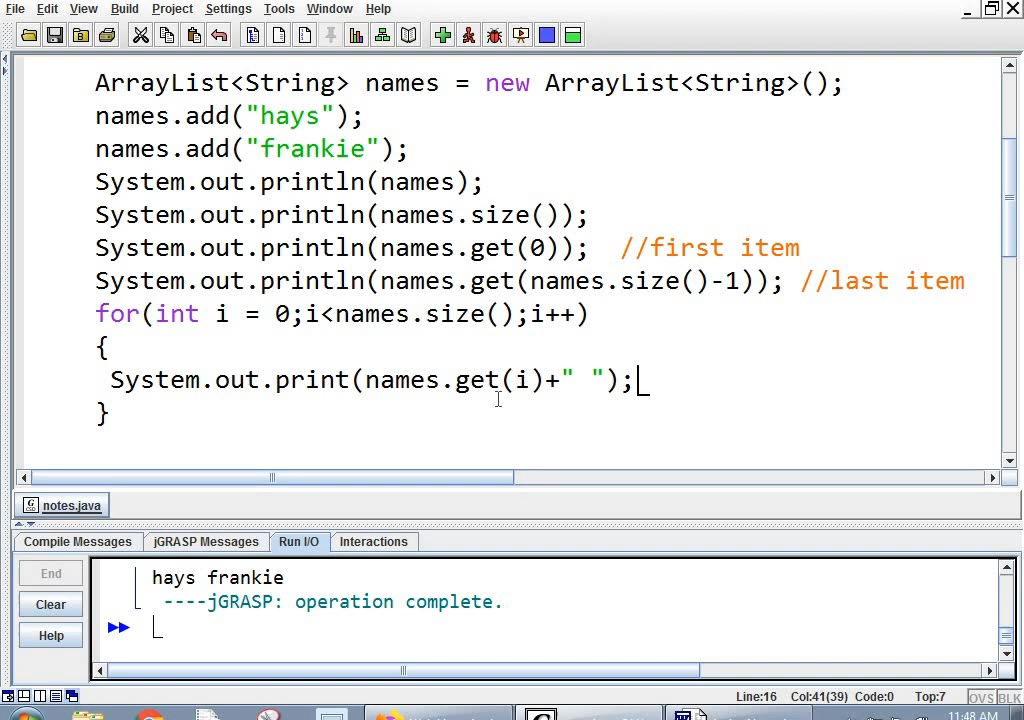 File Edit View Build Project Settings Tools Window Help
ArrayList<String> names = new ArrayList<String>();
names.add("hays");
names.add("frankie");
System.out.println(names);
System.out.println(names.size());
System.out.println(names.get(0)); //first item
System.out.println(names.get(names.size()-1)); //last item
for(int i = 0;i<names.size();i++)
{
System.out.print(names.get(i)+" ");
}
notes.java
Compile Messages jGRASP Messages Run I/O Interactions
End
Clear
Help
hays frankie
----jGRASP: operation complete.
Line:16 Col:41(39) Code:0 Top:7 OVS BLK
11:48 AM